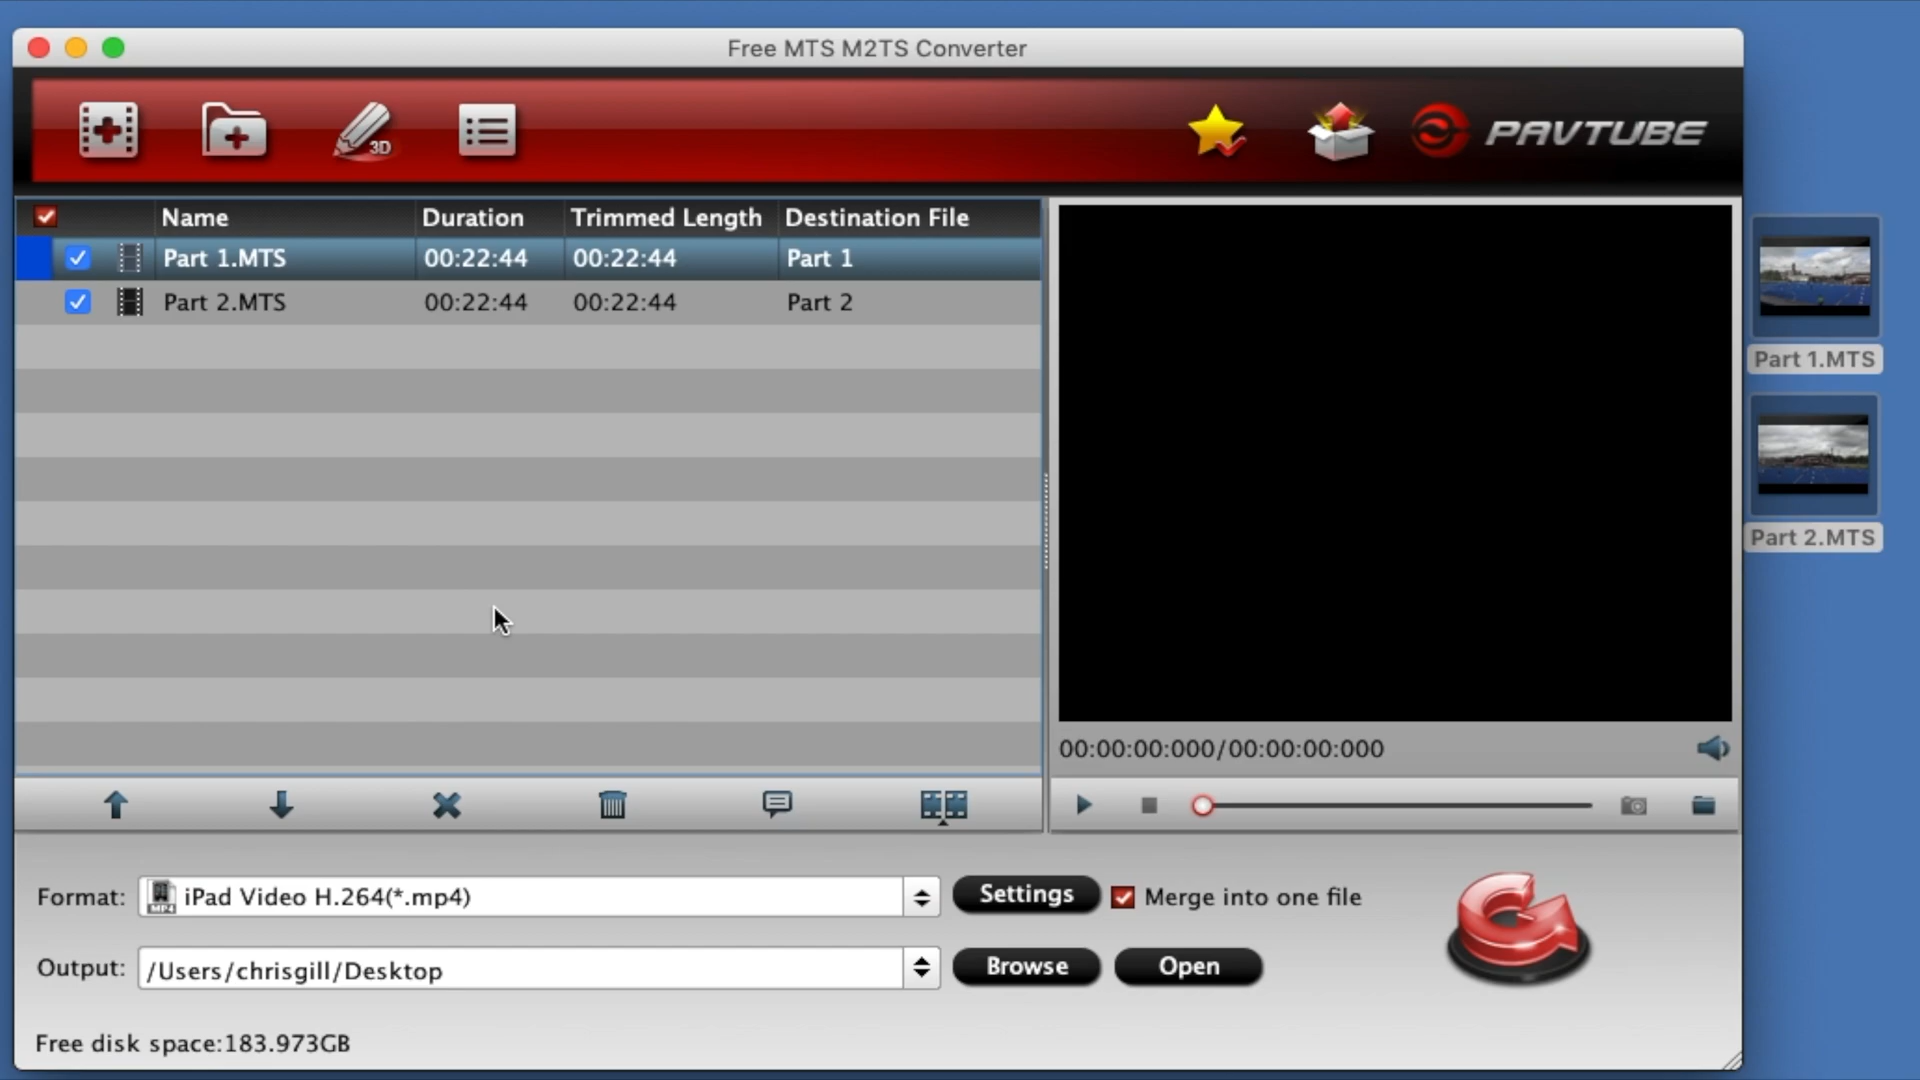 Free MTS M2TS Converter
3D
PAVTUBE
Name Duration Trimmed Length Destination File
Part 1.MTS 00:22:44 00:22:44 Part 1
Part 2.MTS 00:22:44 00:22:44 Part 2
Part 1.MTS
Part 2.MTS
00:00:00:000/00:00:00:000
Format: MP4 iPad Video H.264(*.mp4) Settings Merge into one file
Output: /Users/chrisgill/Desktop Browse Open
Free disk space:183.973GB